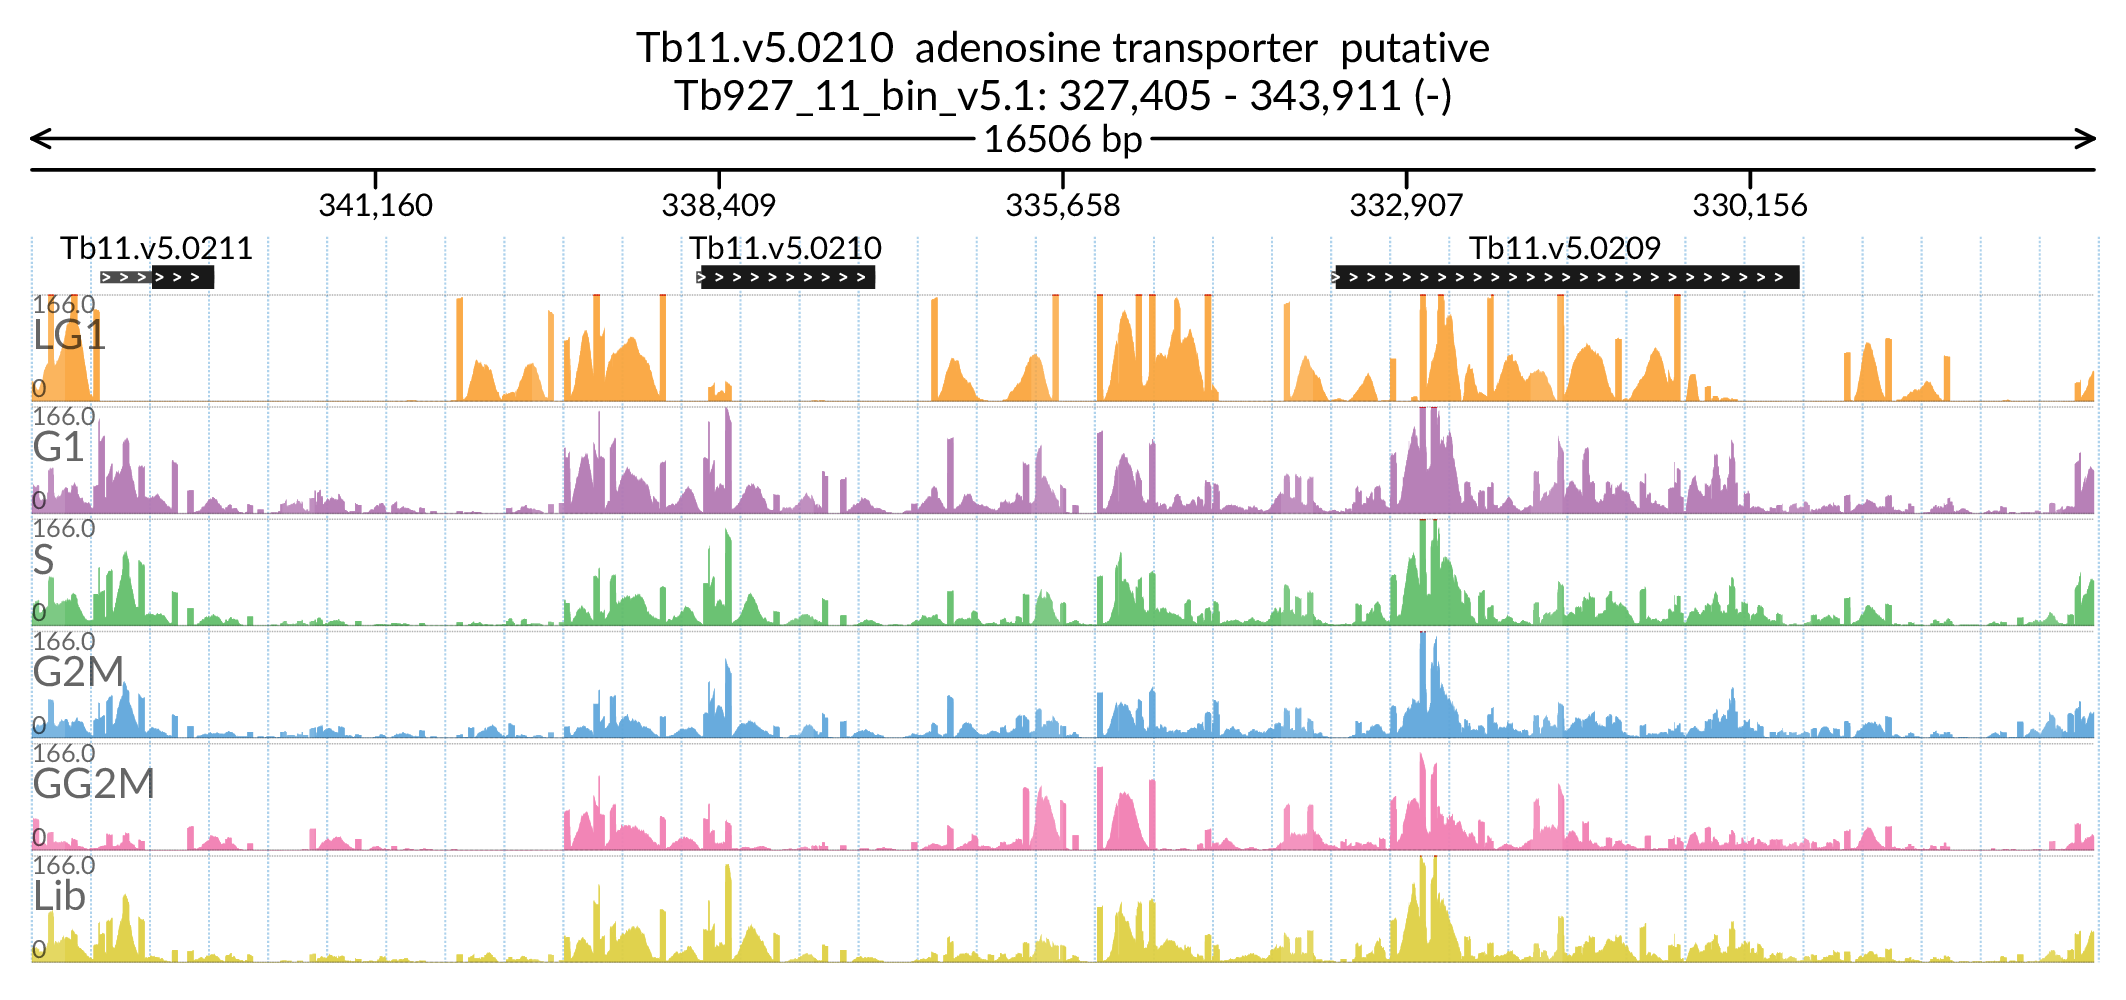 Tb11.v5.0210  adenosine transporter  putative
Tb927_11_bin_v5.1: 327,405 - 343,911 (-)
16506 bp
341,160 338,409 335,658 332,907 330,156
Tb11.v5.0211 Tb11.v5.0210 Tb11.v5.0209
166.0
LG1
0
166.0
G1
0
166.0
S
0
166.0
G2M
0
166.0
GG2M
0
166.0
Lib
0